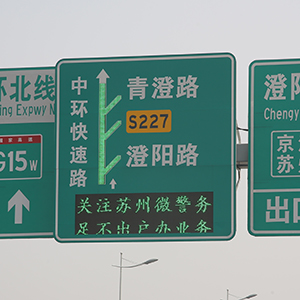 环北线
ing Expwy N
G15W
中环快速路
青澄路
S227
澄阳路
关注苏州微警务
足不出户办业务
澄阳
Chengy
京
苏
出口